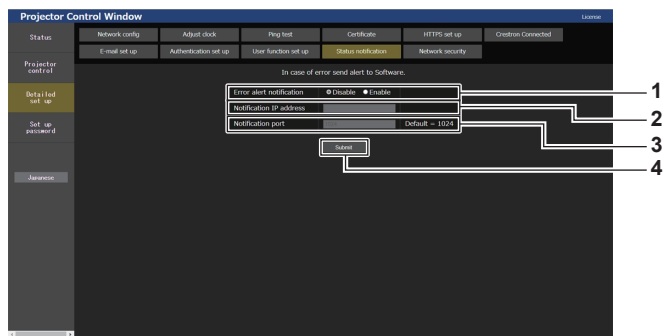 Projector Control Window
License
Status
Network config
Adjust clock
Ping test
Certificate
HTTPS set up
Crestron Connected
E-mail set up
Authentication set up
User function set up
Status notification
Network security
Projector
control
In case of error send alert to Software.
Detailed
set up
Error alert notification
Disable
Enable
1
Notification IP address
2
Set up
password
Notification port
Default = 1024
3
Submit
4
Japanese